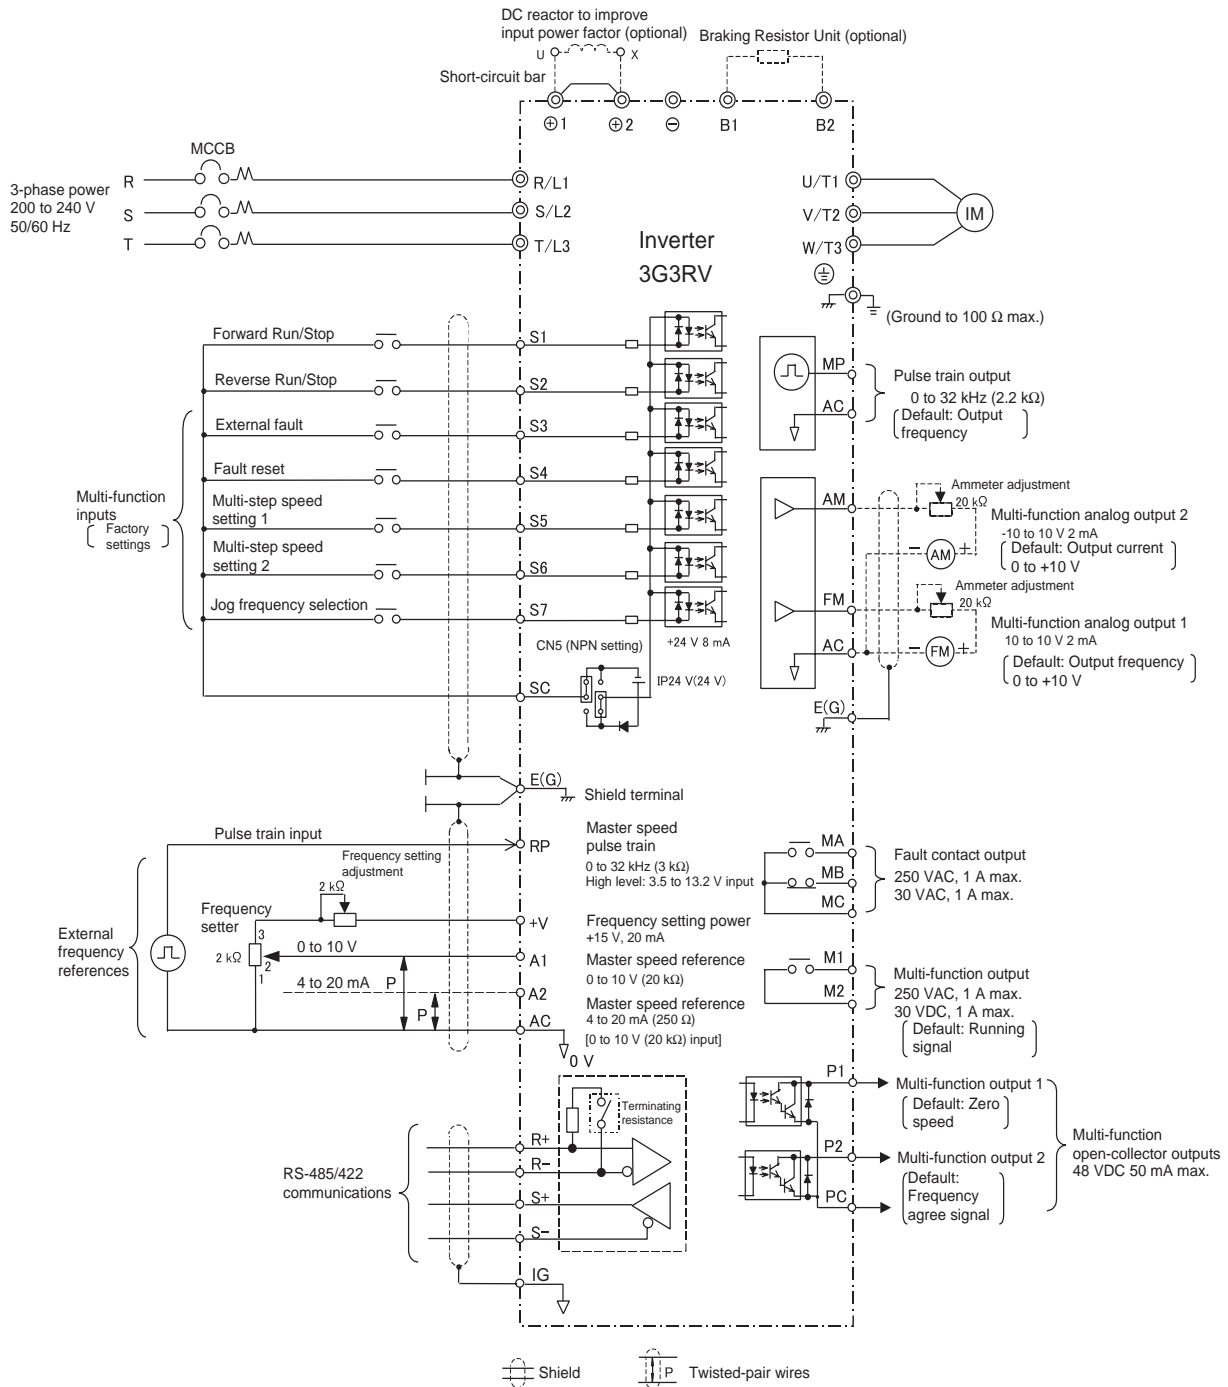 DC reactor to improve
input power factor (optional)
U
X
Braking Resistor Unit (optional)
Short-circuit bar
⊕1
⊕2
⊖
B1
B2
MCCB
3-phase power
200 to 240 V
50/60 Hz
R
S
T
R/L1
S/L2
T/L3
Inverter
3G3RV
U/T1
V/T2
W/T3
IM
(Ground to 100 Ω max.)
Forward Run/Stop
S1
Reverse Run/Stop
S2
External fault
S3
Fault reset
S4
Multi-step speed
setting 1
S5
Multi-step speed
setting 2
S6
Jog frequency selection
S7
Multi-function
inputs
Factory
settings
CN5 (NPN setting)
+24 V 8 mA
IP24 V(24 V)
SC
MP
AC
Pulse train output
0 to 32 kHz (2.2 kΩ)
Default: Output
frequency
AM
Ammeter adjustment
20 kΩ
Multi-function analog output 2
-10 to 10 V 2 mA
Default: Output current
0 to +10 V
− AM +
FM
Ammeter adjustment
20 kΩ
Multi-function analog output 1
10 to 10 V 2 mA
Default: Output frequency
0 to +10 V
AC
− FM +
E(G)
E(G)
Shield terminal
Pulse train input
RP
Master speed
pulse train
0 to 32 kHz (3 kΩ)
High level: 3.5 to 13.2 V input
Frequency setting
adjustment
2 kΩ
Frequency
setter
3
2 kΩ
2
1
+V
Frequency setting power
+15 V, 20 mA
0 to 10 V
A1
Master speed reference
0 to 10 V (20 kΩ)
4 to 20 mA
P
P
A2
Master speed reference
4 to 20 mA (250 Ω)
[0 to 10 V (20 kΩ) input]
AC
0 V
External
frequency
references
MA
MB
MC
Fault contact output
250 VAC, 1 A max.
30 VAC, 1 A max.
M1
M2
Multi-function output
250 VAC, 1 A max.
30 VDC, 1 A max.
Default: Running
signal
P1
Multi-function output 1
Default: Zero
speed
P2
Multi-function output 2
Default:
Frequency
agree signal
PC
Multi-function
open-collector outputs
48 VDC 50 mA max.
Terminating
resistance
RS-485/422
communications
R+
R−
S+
S−
IG
Shield
P
Twisted-pair wires